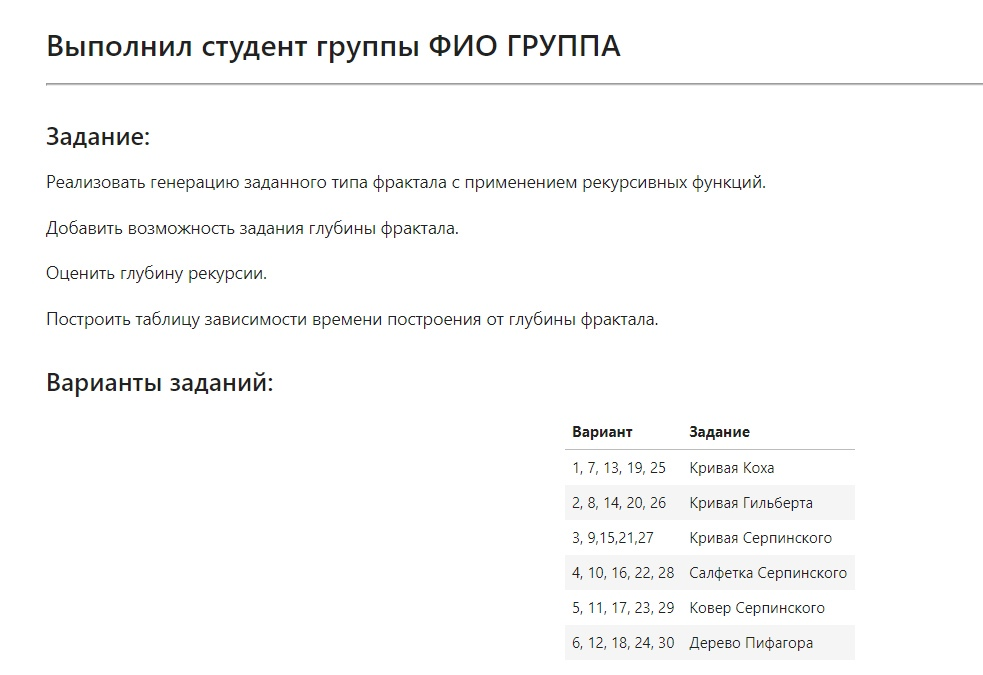 Выполнил студент группы ФИО ГРУППА
Задание:
Реализовать генерацию заданного типа фрактала с применением рекурсивных функций.
Добавить возможность задания глубины фрактала.
Оценить глубину рекурсии.
Построить таблицу зависимости времени построения от глубины фрактала.
Варианты заданий:
Вариант Задание
1, 7, 13, 19, 25 Кривая Коха
2, 8, 14, 20, 26 Кривая Гильберта
3, 9,15,21,27 Кривая Серпинского
4, 10, 16, 22, 28 Салфетка Серпинского
5, 11, 17, 23, 29 Ковер Серпинского
6, 12, 18, 24, 30 Дерево Пифагора